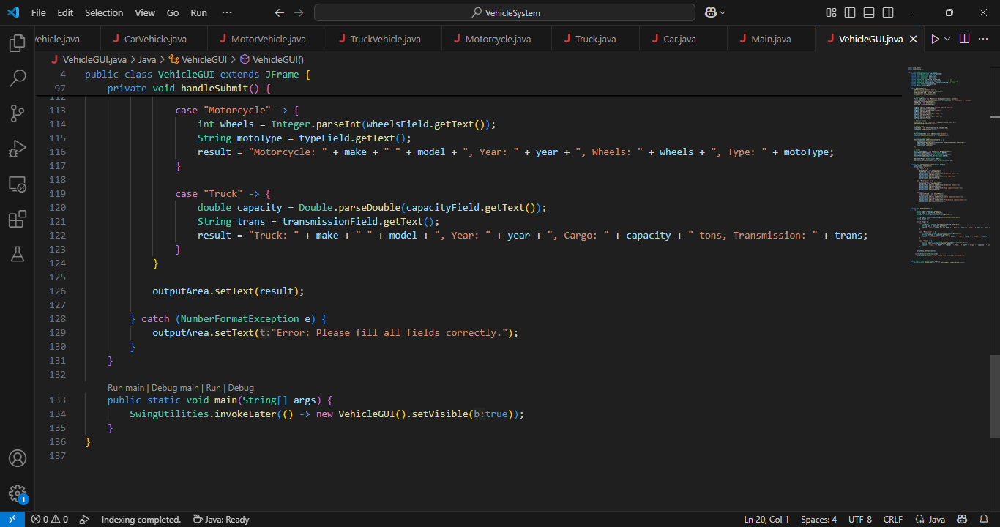 File Edit Selection View Go Run ··· VehicleSystem
Vehicle.java CarVehicle.java MotorVehicle.java TruckVehicle.java Motorcycle.java Truck.java Car.java Main.java VehicleGUI.java
VehicleGUI.java > Java > VehicleGUI > VehicleGUI()
4 public class VehicleGUI extends JFrame {
97 private void handleSubmit() {
112
113 case "Motorcycle" -> {
114 int wheels = Integer.parseInt(wheelsField.getText());
115 String motoType = typeField.getText();
116 result = "Motorcycle: " + make + " " + model + ", Year: " + year + ", Wheels: " + wheels + ", Type: " + motoType;
117 }
118
119 case "Truck" -> {
120 double capacity = Double.parseDouble(capacityField.getText());
121 String trans = transmissionField.getText();
122 result = "Truck: " + make + " " + model + ", Year: " + year + ", Cargo: " + capacity + " tons, Transmission: " + trans;
123 }
124 }
125
126 outputArea.setText(result);
127
128 } catch (NumberFormatException e) {
129 outputArea.setText(t:"Error: Please fill all fields correctly.");
130 }
131 }
132
Run main | Debug main | Run | Debug
133 public static void main(String[] args) {
134 SwingUtilities.invokeLater(() -> new VehicleGUI().setVisible(b:true));
135 }
136 }
137
1
0 0 Indexing completed. Java: Ready Ln 20, Col 1 Spaces: 4 UTF-8 CRLF {} Java